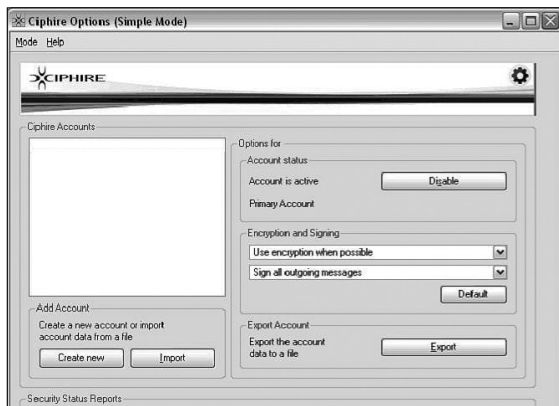 Ciphire Options (Simple Mode)
Mode Help
CIPHIRE
Ciphire Accounts
Options for
Account status
Account is active
Disable
Primary Account
Encryption and Signing
Use encryption when possible
Sign all outgoing messages
Default
Add Account
Create a new account or import
account data from a file
Create new
Import
Export Account
Export the account
data to a file
Export
Security Status Reports